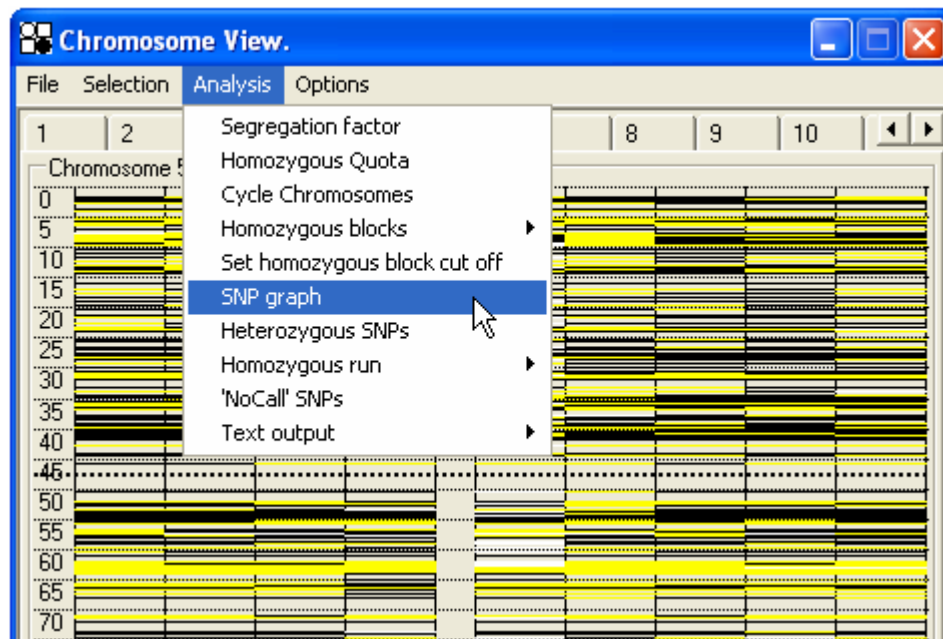 Chromosome View.
File Selection Analysis Options
1 2 8 9 10
Chromosome 5
Segregation factor
Homozygous Quota
Cycle Chromosomes
Homozygous blocks
Set homozygous block cut off
SNP graph
Heterozygous SNPs
Homozygous run
'NoCall' SNPs
Text output
0
5
10
15
20
25
30
35
40
45
50
55
60
65
70